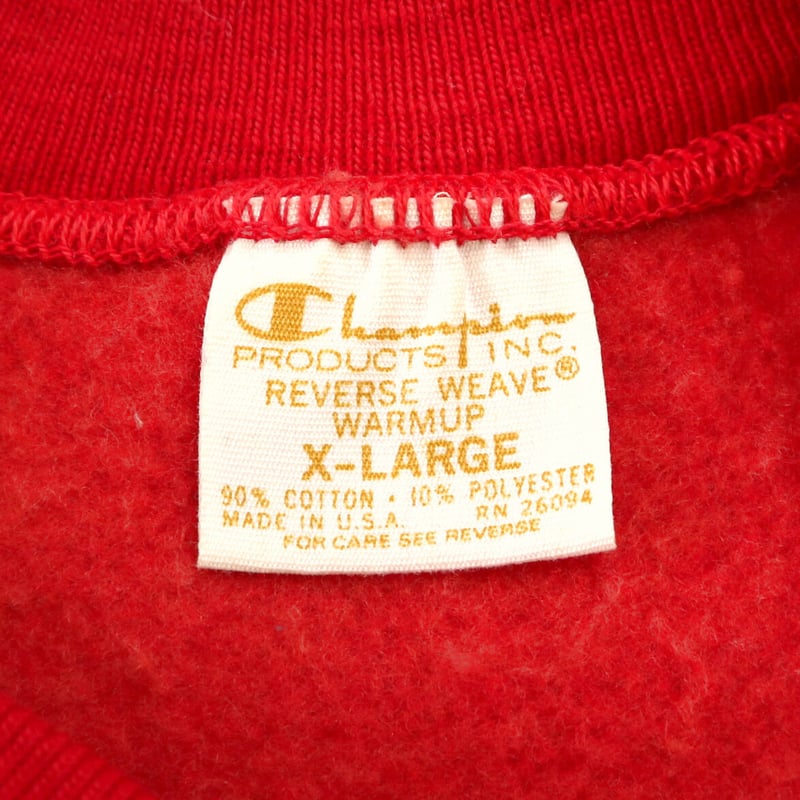 Champion
PRODUCTS INC.
REVERSE WEAVE®
WARMUP
X-LARGE
90% COTTON · 10% POLYESTER
MADE IN U.S.A. RN 26094
FOR CARE SEE REVERSE